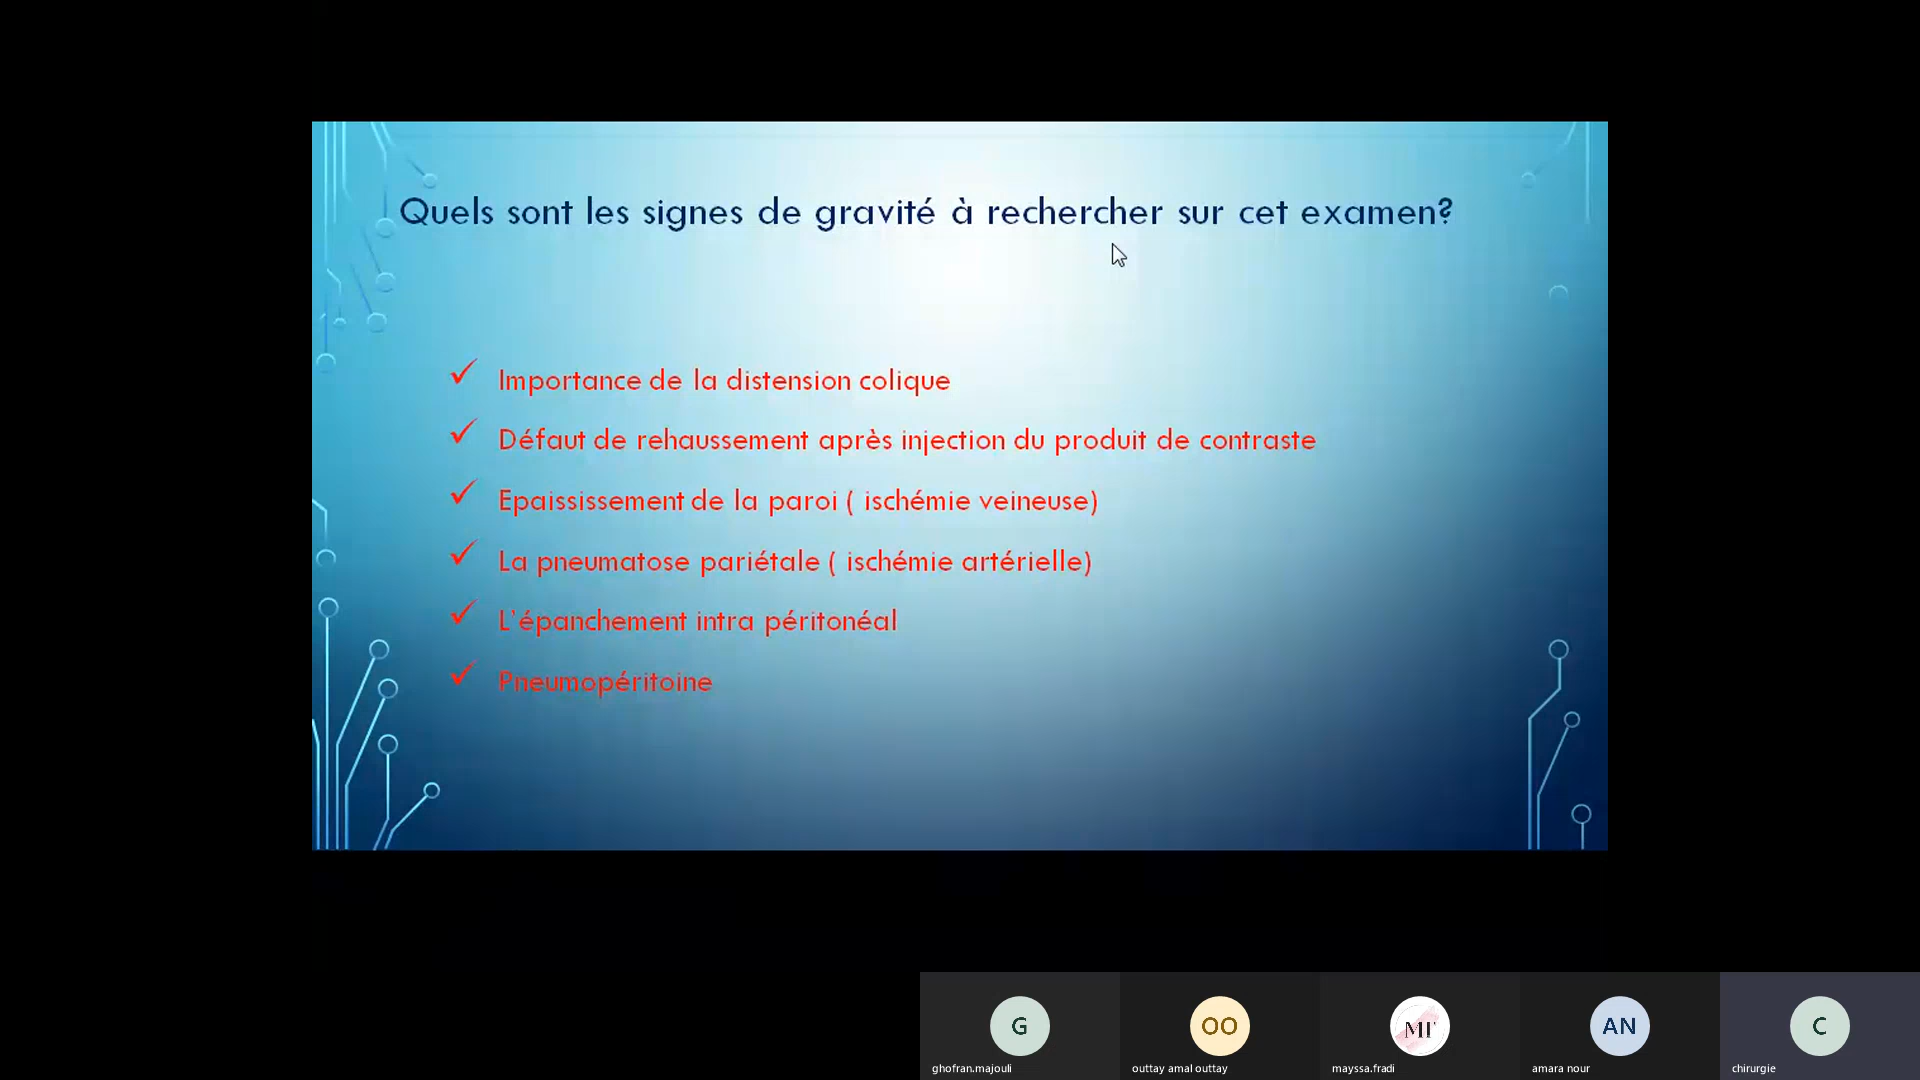 Quels sont les signes de gravité à rechercher sur cet examen?
✓ Importance de la distension colique
✓ Défaut de rehaussement après injection du produit de contraste
✓ Epaississement de la paroi ( ischémie veineuse)
✓ La pneumatose pariétale ( ischémie artérielle)
✓ L'épanchement intra péritonéal
✓ Pneumopéritoine
G
OO
AN
C
ghofran.majouli
outtay amal outtay
mayssa.fradi
amara nour
chirurgie